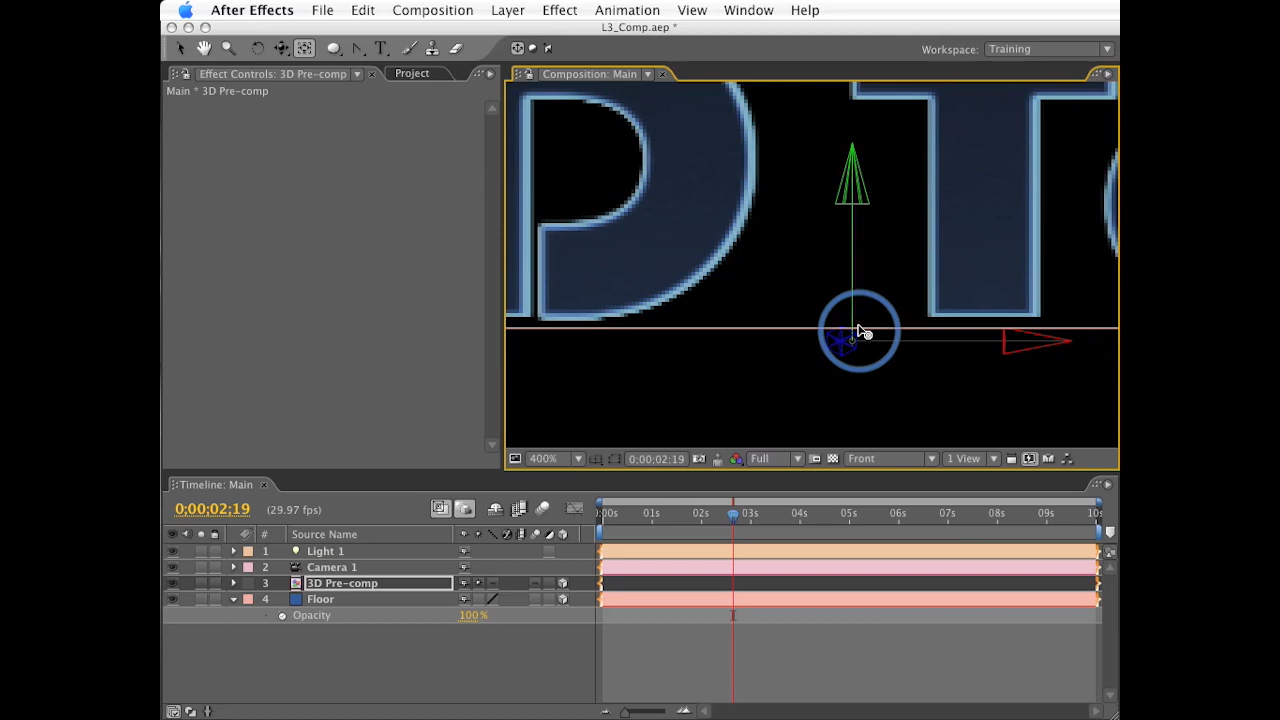 After Effects File Edit Composition Layer Effect Animation View Window Help
L3_Comp.aep *
T Workspace: Training
Effect Controls: 3D Pre-comp Project Composition: Main
Main * 3D Pre-comp
P T
400% 0;00;02;19 Full Front 1 View
Timeline: Main
0;00;02;19 (29.97 fps)
:00s 01s 02s 03s 04s 05s 06s 07s 08s 09s 10s
# Source Name
1 Light 1
2 Camera 1
3 3D Pre-comp
4 Floor
Opacity 100%